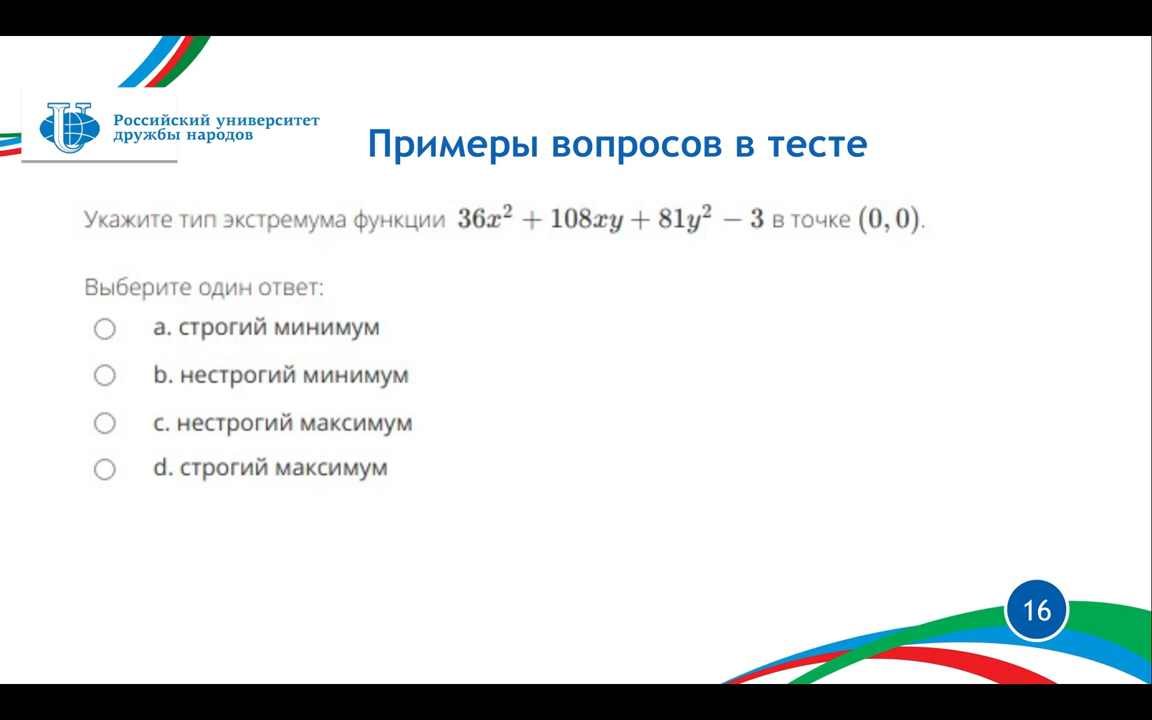 Российский университет
дружбы народов
Примеры вопросов в тесте
Укажите тип экстремума функции 36x² + 108xy + 81y² − 3 в точке (0, 0).
Выберите один ответ:
a. строгий минимум
b. нестрогий минимум
c. нестрогий максимум
d. строгий максимум
16